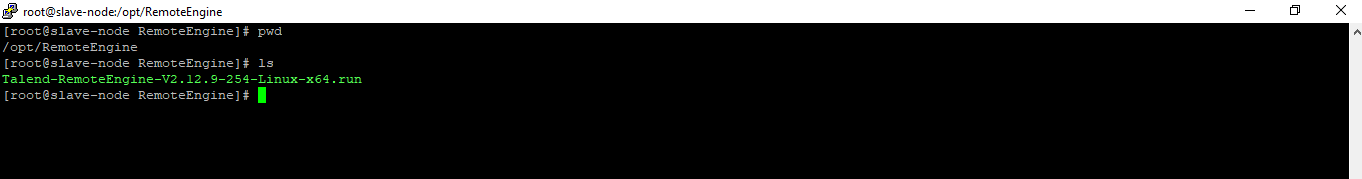 root@slave-node:/opt/RemoteEngine
[root@slave-node RemoteEngine]# pwd
/opt/RemoteEngine
[root@slave-node RemoteEngine]# ls
Talend-RemoteEngine-V2.12.9-254-Linux-x64.run
[root@slave-node RemoteEngine]#